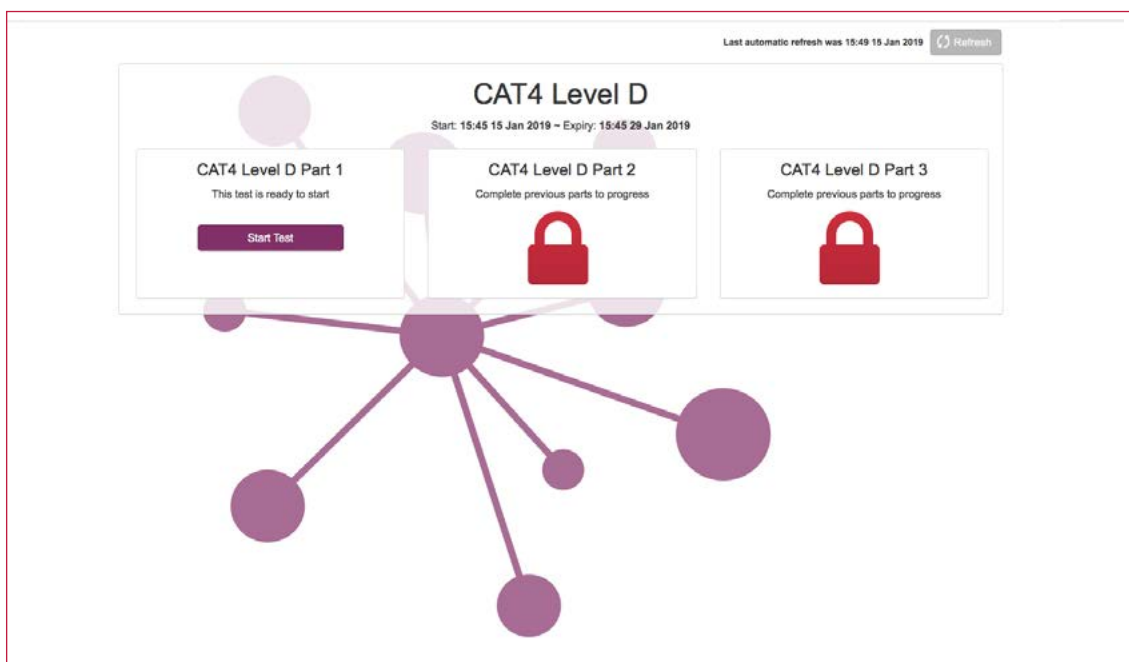 Last automatic refresh was 15:49 15 Jan 2019 Refresh
CAT4 Level D
Start: 15:45 15 Jan 2019 ~ Expiry: 15:45 29 Jan 2019
CAT4 Level D Part 1
This test is ready to start
Start Test
CAT4 Level D Part 2
Complete previous parts to progress
CAT4 Level D Part 3
Complete previous parts to progress